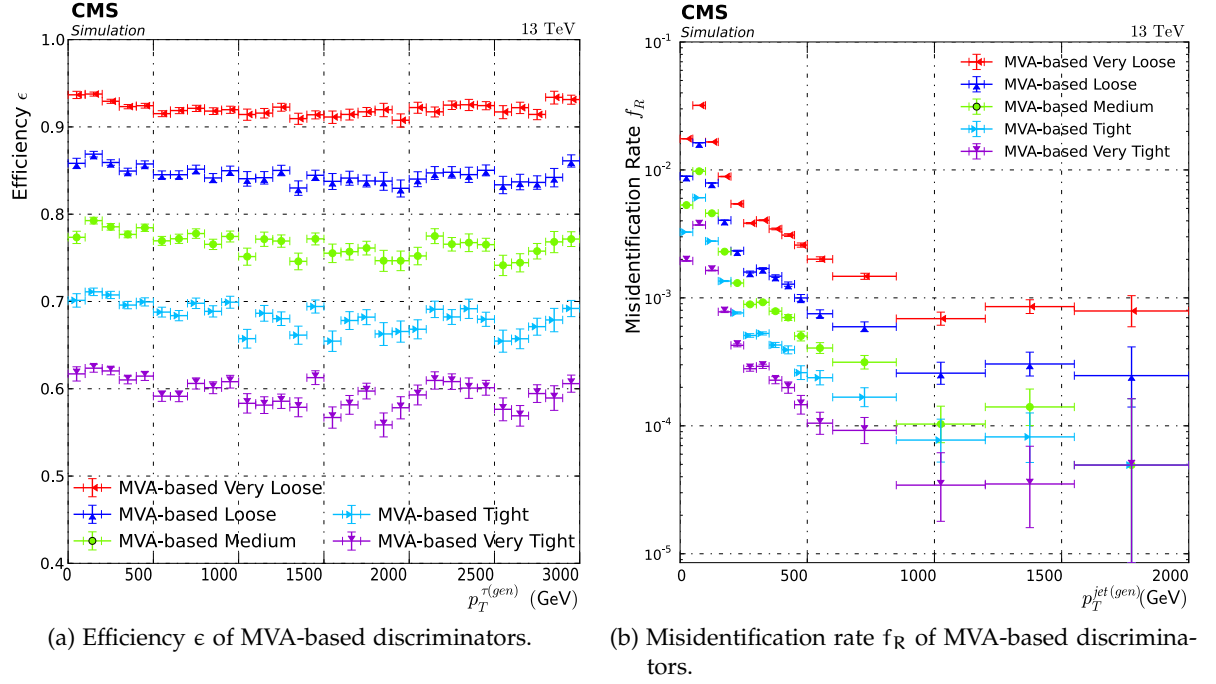 CMS
Simulation
13 TeV
Efficiency ϵ
1.0
0.9
0.8
0.7
0.6
0.5
0.4
MVA-based Very Loose
MVA-based Loose
MVA-based Medium
MVA-based Tight
MVA-based Very Tight
0 500 1000 1500 2000 2500 3000
p_T^{τ(gen)} (GeV)
(a) Efficiency ϵ of MVA-based discriminators.
CMS
Simulation
13 TeV
Misidentification Rate f_R
10^{-1}
10^{-2}
10^{-3}
10^{-4}
10^{-5}
MVA-based Very Loose
MVA-based Loose
MVA-based Medium
MVA-based Tight
MVA-based Very Tight
0 500 1000 1500 2000
p_T^{jet(gen)} (GeV)
(b) Misidentification rate f_R of MVA-based discrimina-
tors.